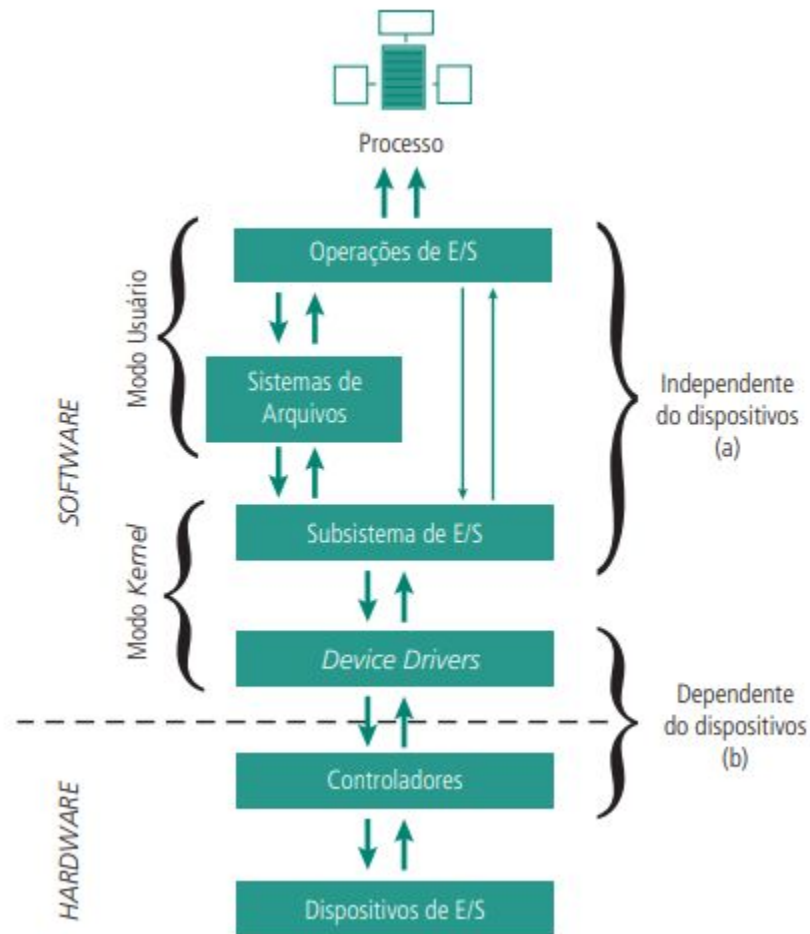 Processo
Operações de E/S
Modo Usuário
Sistemas de
Arquivos
Independente
do dispositivos
(a)
SOFTWARE
Subsistema de E/S
Modo Kernel
Device Drivers
Dependente
do dispositivos
(b)
Controladores
HARDWARE
Dispositivos de E/S